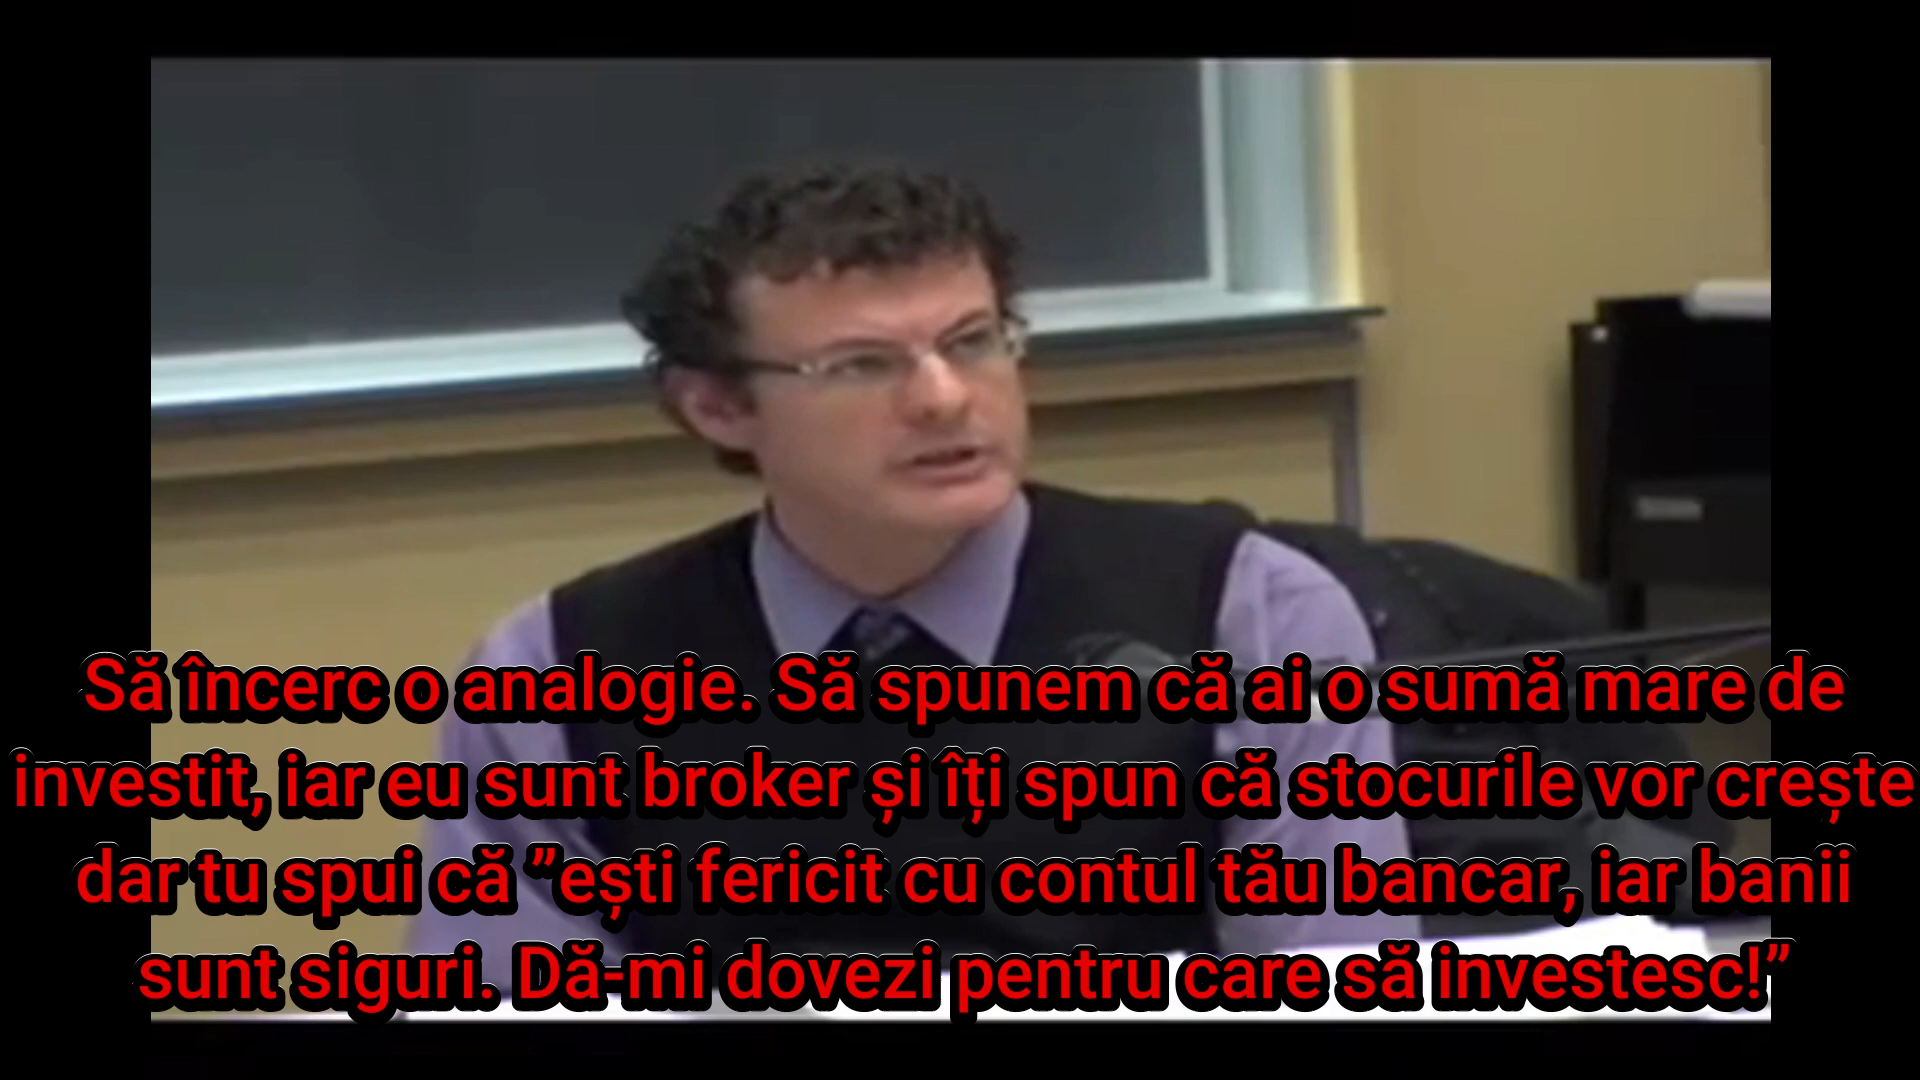 Să încerc o analogie. Să spunem că ai o sumă mare de
investit, iar eu sunt broker și îți spun că stocurile vor crește
dar tu spui că ”ești fericit cu contul tău bancar, iar banii
sunt siguri. Dă-mi dovezi pentru care să investesc!”